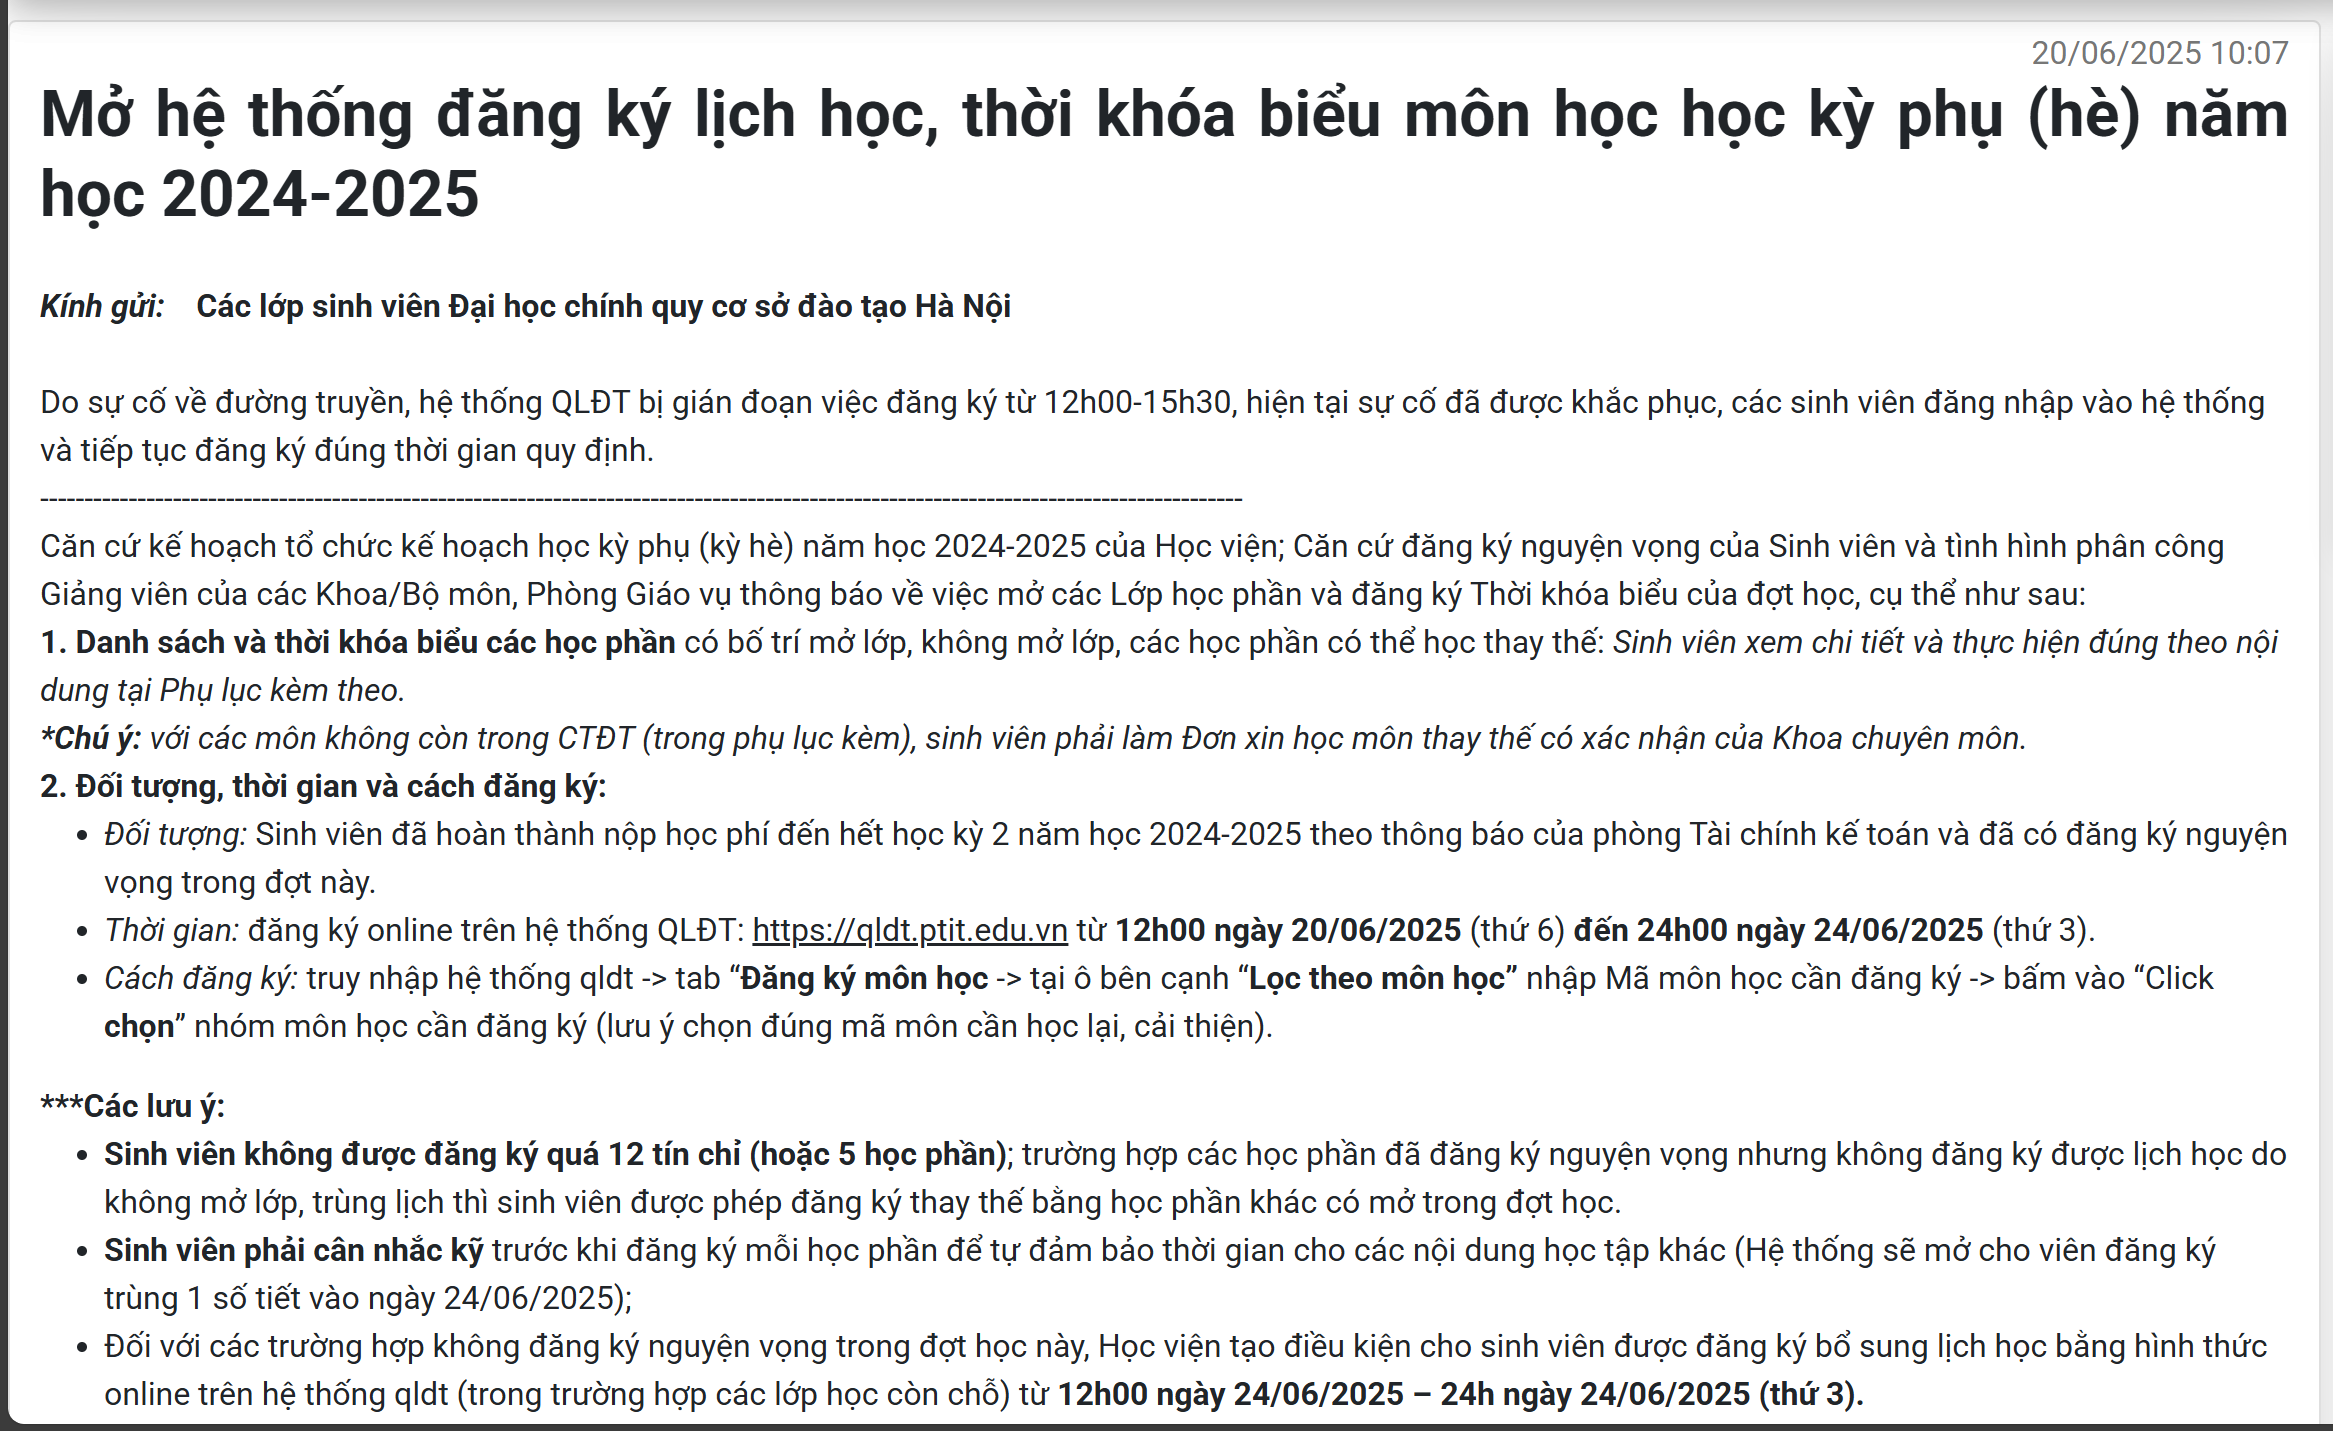 20/06/2025 10:07
Mở hệ thống đăng ký lịch học, thời khóa biểu môn học học kỳ phụ (hè) năm
học 2024-2025
Kính gửi: Các lớp sinh viên Đại học chính quy cơ sở đào tạo Hà Nội
Do sự cố về đường truyền, hệ thống QLĐT bị gián đoạn việc đăng ký từ 12h00-15h30, hiện tại sự cố đã được khắc phục, các sinh viên đăng nhập vào hệ thống
và tiếp tục đăng ký đúng thời gian quy định.
----------------------------------------------------------------------------------------------------------------------------------------
Căn cứ kế hoạch tổ chức kế hoạch học kỳ phụ (kỳ hè) năm học 2024-2025 của Học viện; Căn cứ đăng ký nguyện vọng của Sinh viên và tình hình phân công
Giảng viên của các Khoa/Bộ môn, Phòng Giáo vụ thông báo về việc mở các Lớp học phần và đăng ký Thời khóa biểu của đợt học, cụ thể như sau:
1. Danh sách và thời khóa biểu các học phần có bố trí mở lớp, không mở lớp, các học phần có thể học thay thế: Sinh viên xem chi tiết và thực hiện đúng theo nội
dung tại Phụ lục kèm theo.
*Chú ý: với các môn không còn trong CTĐT (trong phụ lục kèm), sinh viên phải làm Đơn xin học môn thay thế có xác nhận của Khoa chuyên môn.
2. Đối tượng, thời gian và cách đăng ký:
• Đối tượng: Sinh viên đã hoàn thành nộp học phí đến hết học kỳ 2 năm học 2024-2025 theo thông báo của phòng Tài chính kế toán và đã có đăng ký nguyện
vọng trong đợt này.
• Thời gian: đăng ký online trên hệ thống QLĐT: https://qldt.ptit.edu.vn từ 12h00 ngày 20/06/2025 (thứ 6) đến 24h00 ngày 24/06/2025 (thứ 3).
• Cách đăng ký: truy nhập hệ thống qldt -> tab “Đăng ký môn học -> tại ô bên cạnh “Lọc theo môn học” nhập Mã môn học cần đăng ký -> bấm vào “Click
chọn” nhóm môn học cần đăng ký (lưu ý chọn đúng mã môn cần học lại, cải thiện).
***Các lưu ý:
• Sinh viên không được đăng ký quá 12 tín chỉ (hoặc 5 học phần); trường hợp các học phần đã đăng ký nguyện vọng nhưng không đăng ký được lịch học do
không mở lớp, trùng lịch thì sinh viên được phép đăng ký thay thế bằng học phần khác có mở trong đợt học.
• Sinh viên phải cân nhắc kỹ trước khi đăng ký mỗi học phần để tự đảm bảo thời gian cho các nội dung học tập khác (Hệ thống sẽ mở cho viên đăng ký
trùng 1 số tiết vào ngày 24/06/2025);
• Đối với các trường hợp không đăng ký nguyện vọng trong đợt học này, Học viện tạo điều kiện cho sinh viên được đăng ký bổ sung lịch học bằng hình thức
online trên hệ thống qldt (trong trường hợp các lớp học còn chỗ) từ 12h00 ngày 24/06/2025 – 24h ngày 24/06/2025 (thứ 3).